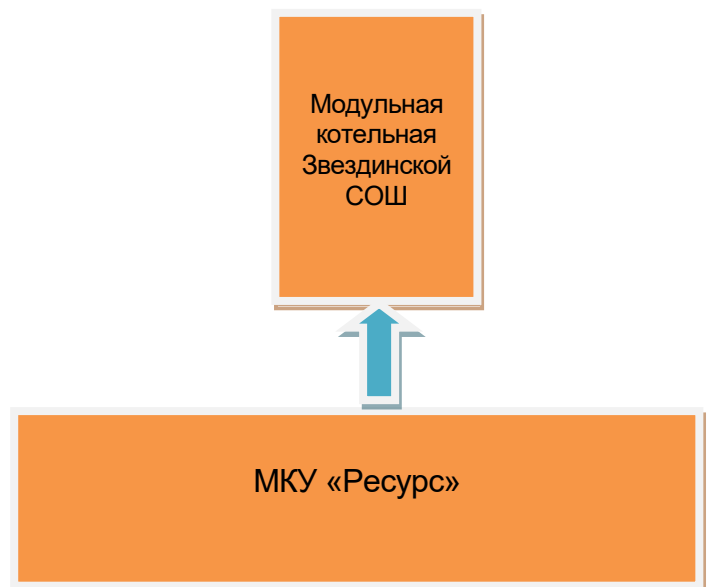 Модульная
котельная
Звездинской
СОШ
МКУ «Ресурс»